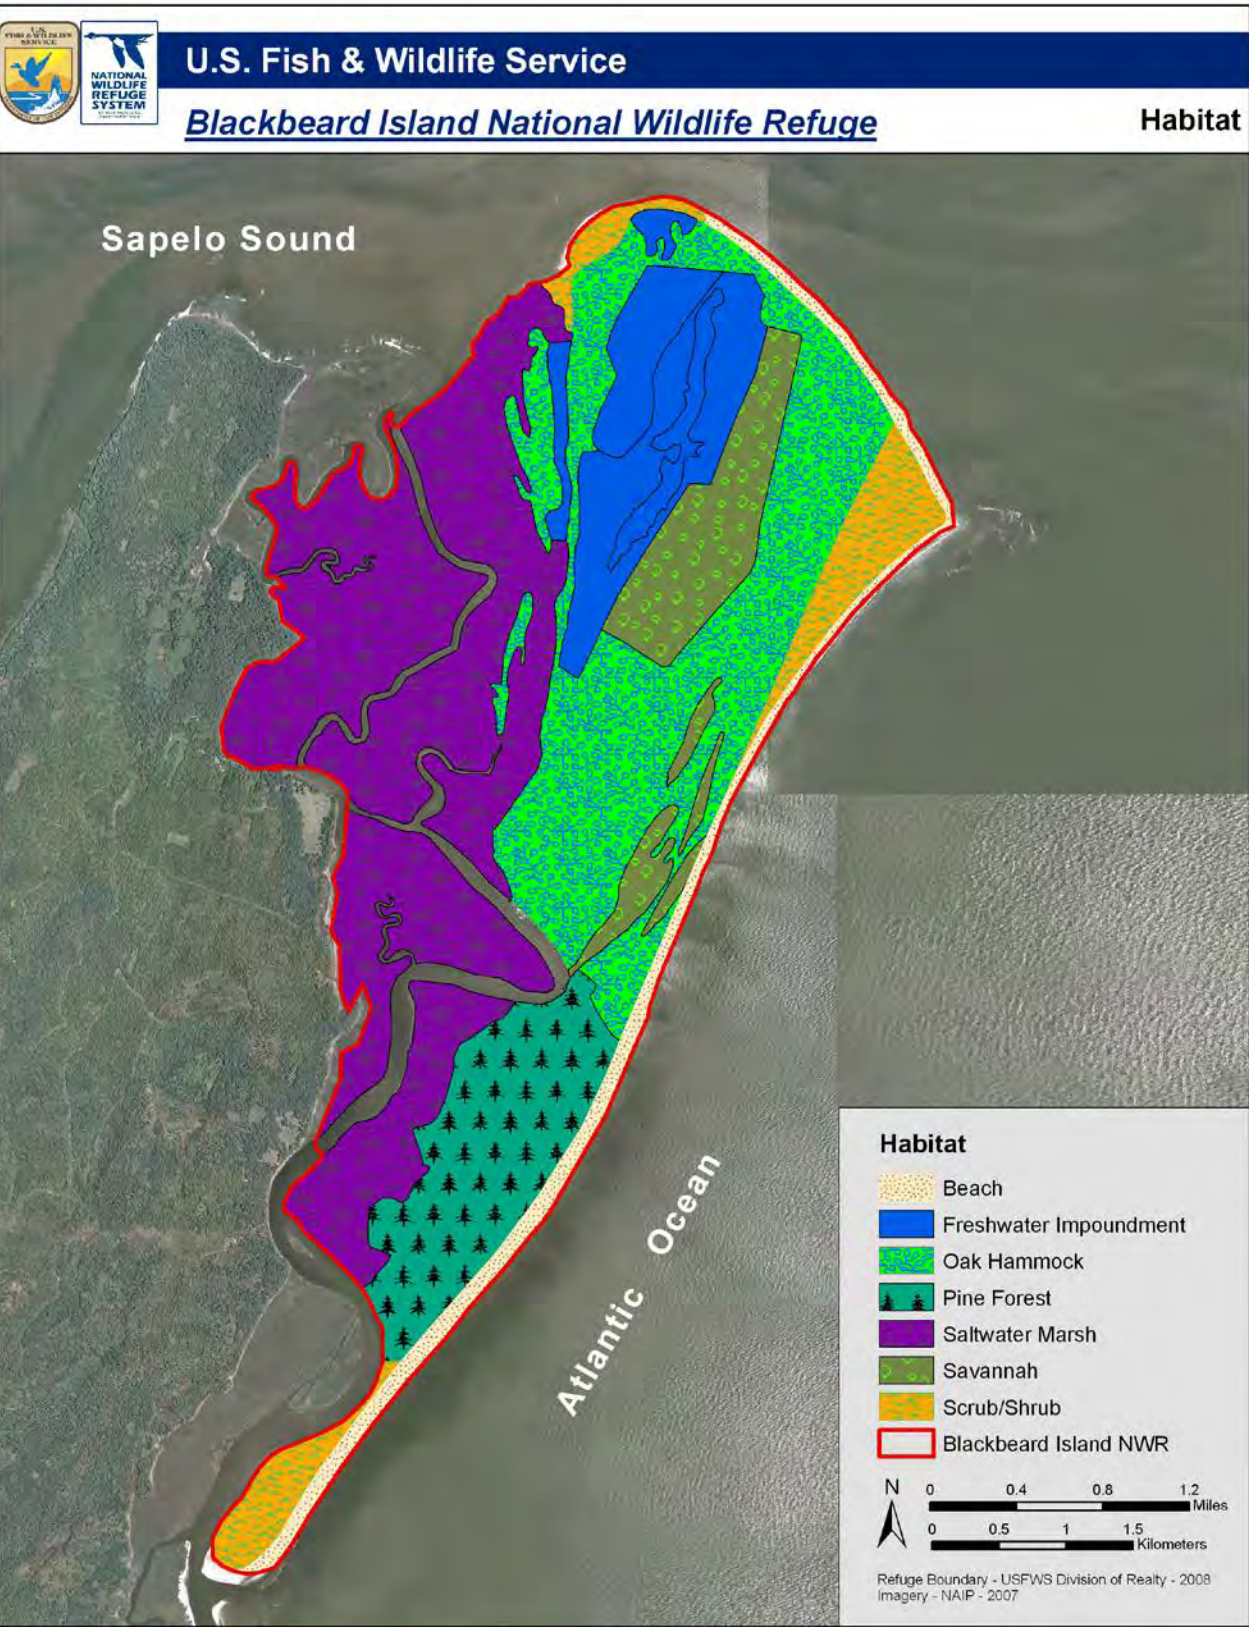 U.S.
FISH & WILDLIFE
SERVICE
NATIONAL
WILDLIFE
REFUGE
SYSTEM
U.S. Fish & Wildlife Service
Blackbeard Island National Wildlife Refuge
Habitat
Sapelo Sound
Atlantic Ocean
Habitat
Beach
Freshwater Impoundment
Oak Hammock
Pine Forest
Saltwater Marsh
Savannah
Scrub/Shrub
Blackbeard Island NWR
N
0 0.4 0.8 1.2
Miles
0 0.5 1 1.5
Kilometers
Refuge Boundary - USFWS Division of Realty - 2008
Imagery - NAIP - 2007